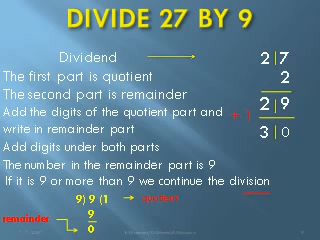 DIVIDE 27 BY 9
Dividend 2 | 7
The first part is quotient 2
The second part is remainder 2 | 9
Add the digits of the quotient part and + 1
write in remainder part 3 | 0
Add digits under both parts
The number in the remainder part is 9
If it is 9 or more than 9 we continue the division
9) 9 (1 quotient
9
remainder 0